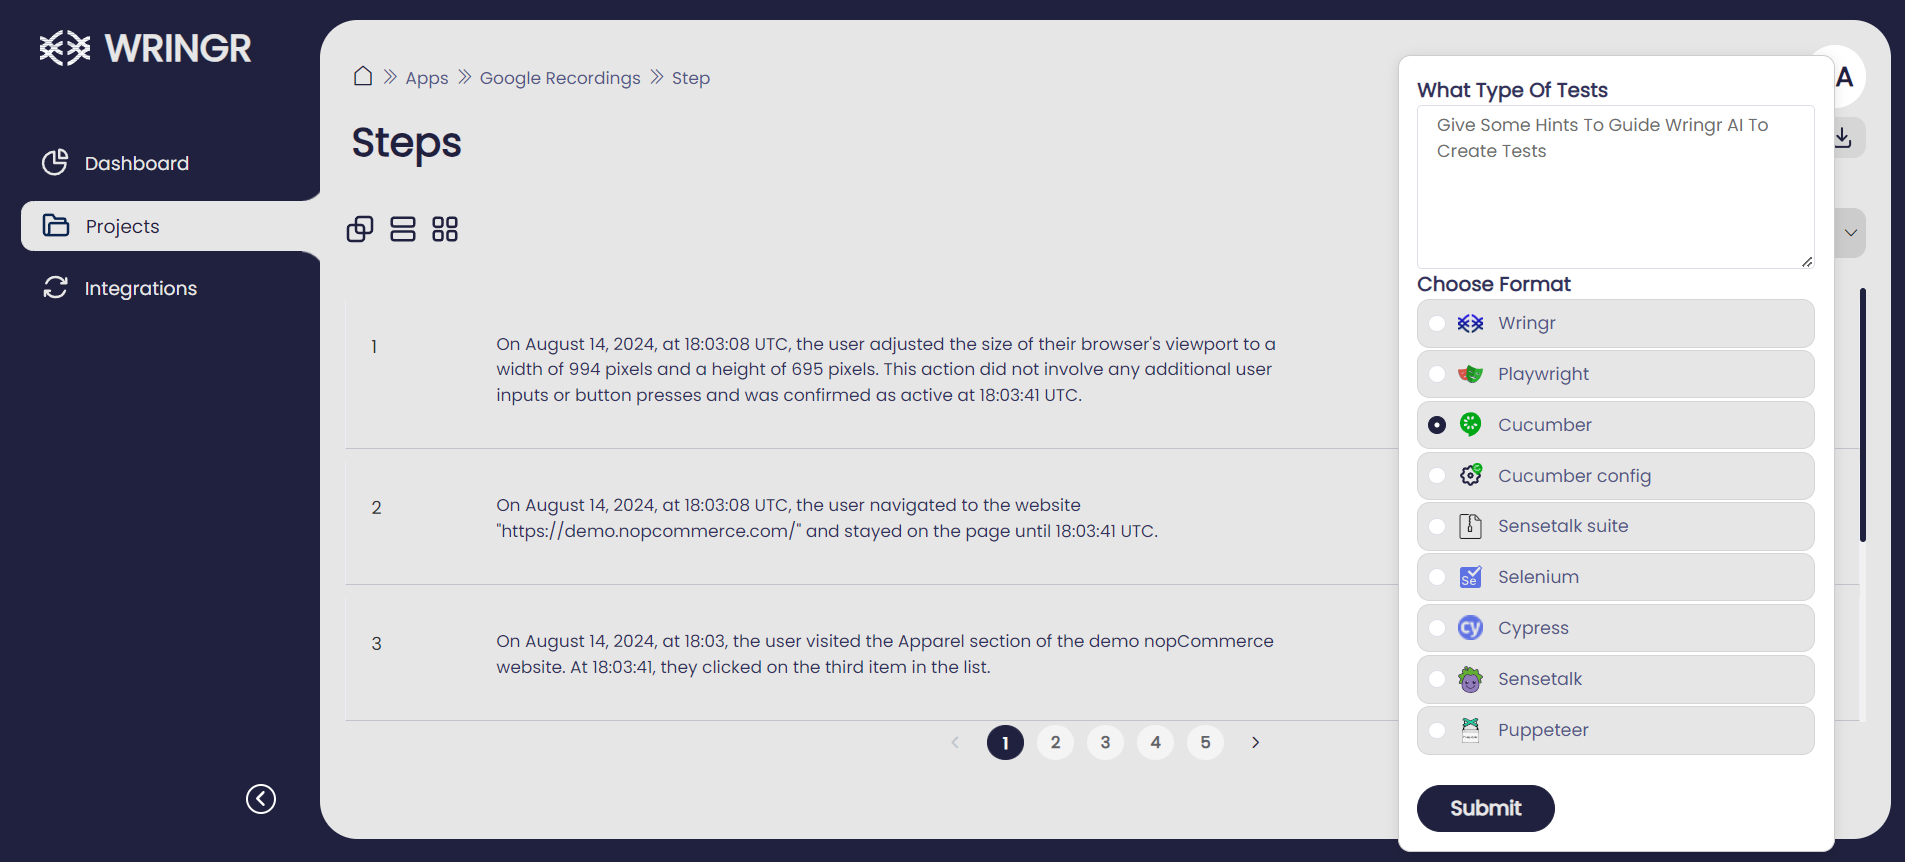 WRINGR
Dashboard
Projects
Integrations
Apps
Google Recordings
Step
Steps
1
On August 14, 2024, at 18:03:08 UTC, the user adjusted the size of their browser's viewport to a
width of 994 pixels and a height of 695 pixels. This action did not involve any additional user
inputs or button presses and was confirmed as active at 18:03:41 UTC.
2
On August 14, 2024, at 18:03:08 UTC, the user navigated to the website
"https://demo.nopcommerce.com/" and stayed on the page until 18:03:41 UTC.
3
On August 14, 2024, at 18:03, the user visited the Apparel section of the demo nopCommerce
website. At 18:03:41, they clicked on the third item in the list.
1
2
3
4
5
A
What Type Of Tests
Give Some Hints To Guide Wringr AI To
Create Tests
Choose Format
Wringr
Playwright
Cucumber
Cucumber config
Sensetalk suite
Se
Selenium
cy
Cypress
Sensetalk
Puppeteer
Submit